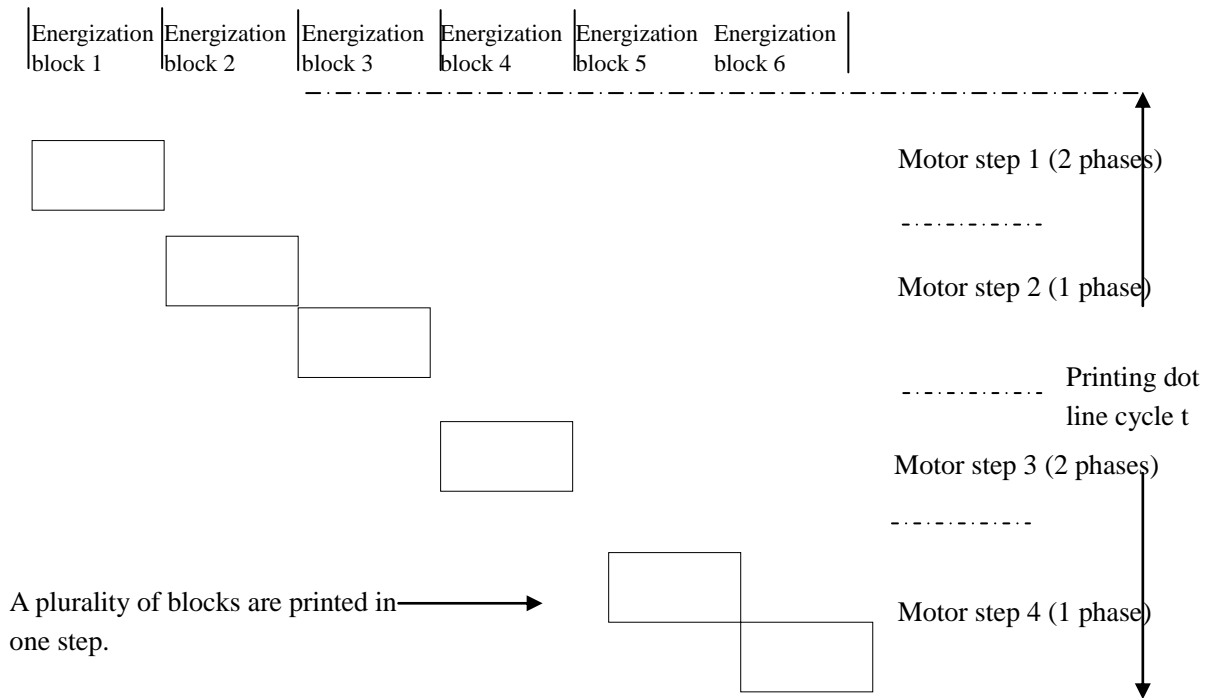 Energization block 1
Energization block 2
Energization block 3
Energization block 4
Energization block 5
Energization block 6
Motor step 1 (2 phases)
Motor step 2 (1 phase)
Printing dot
line cycle t
Motor step 3 (2 phases)
A plurality of blocks are printed in
one step.
Motor step 4 (1 phase)